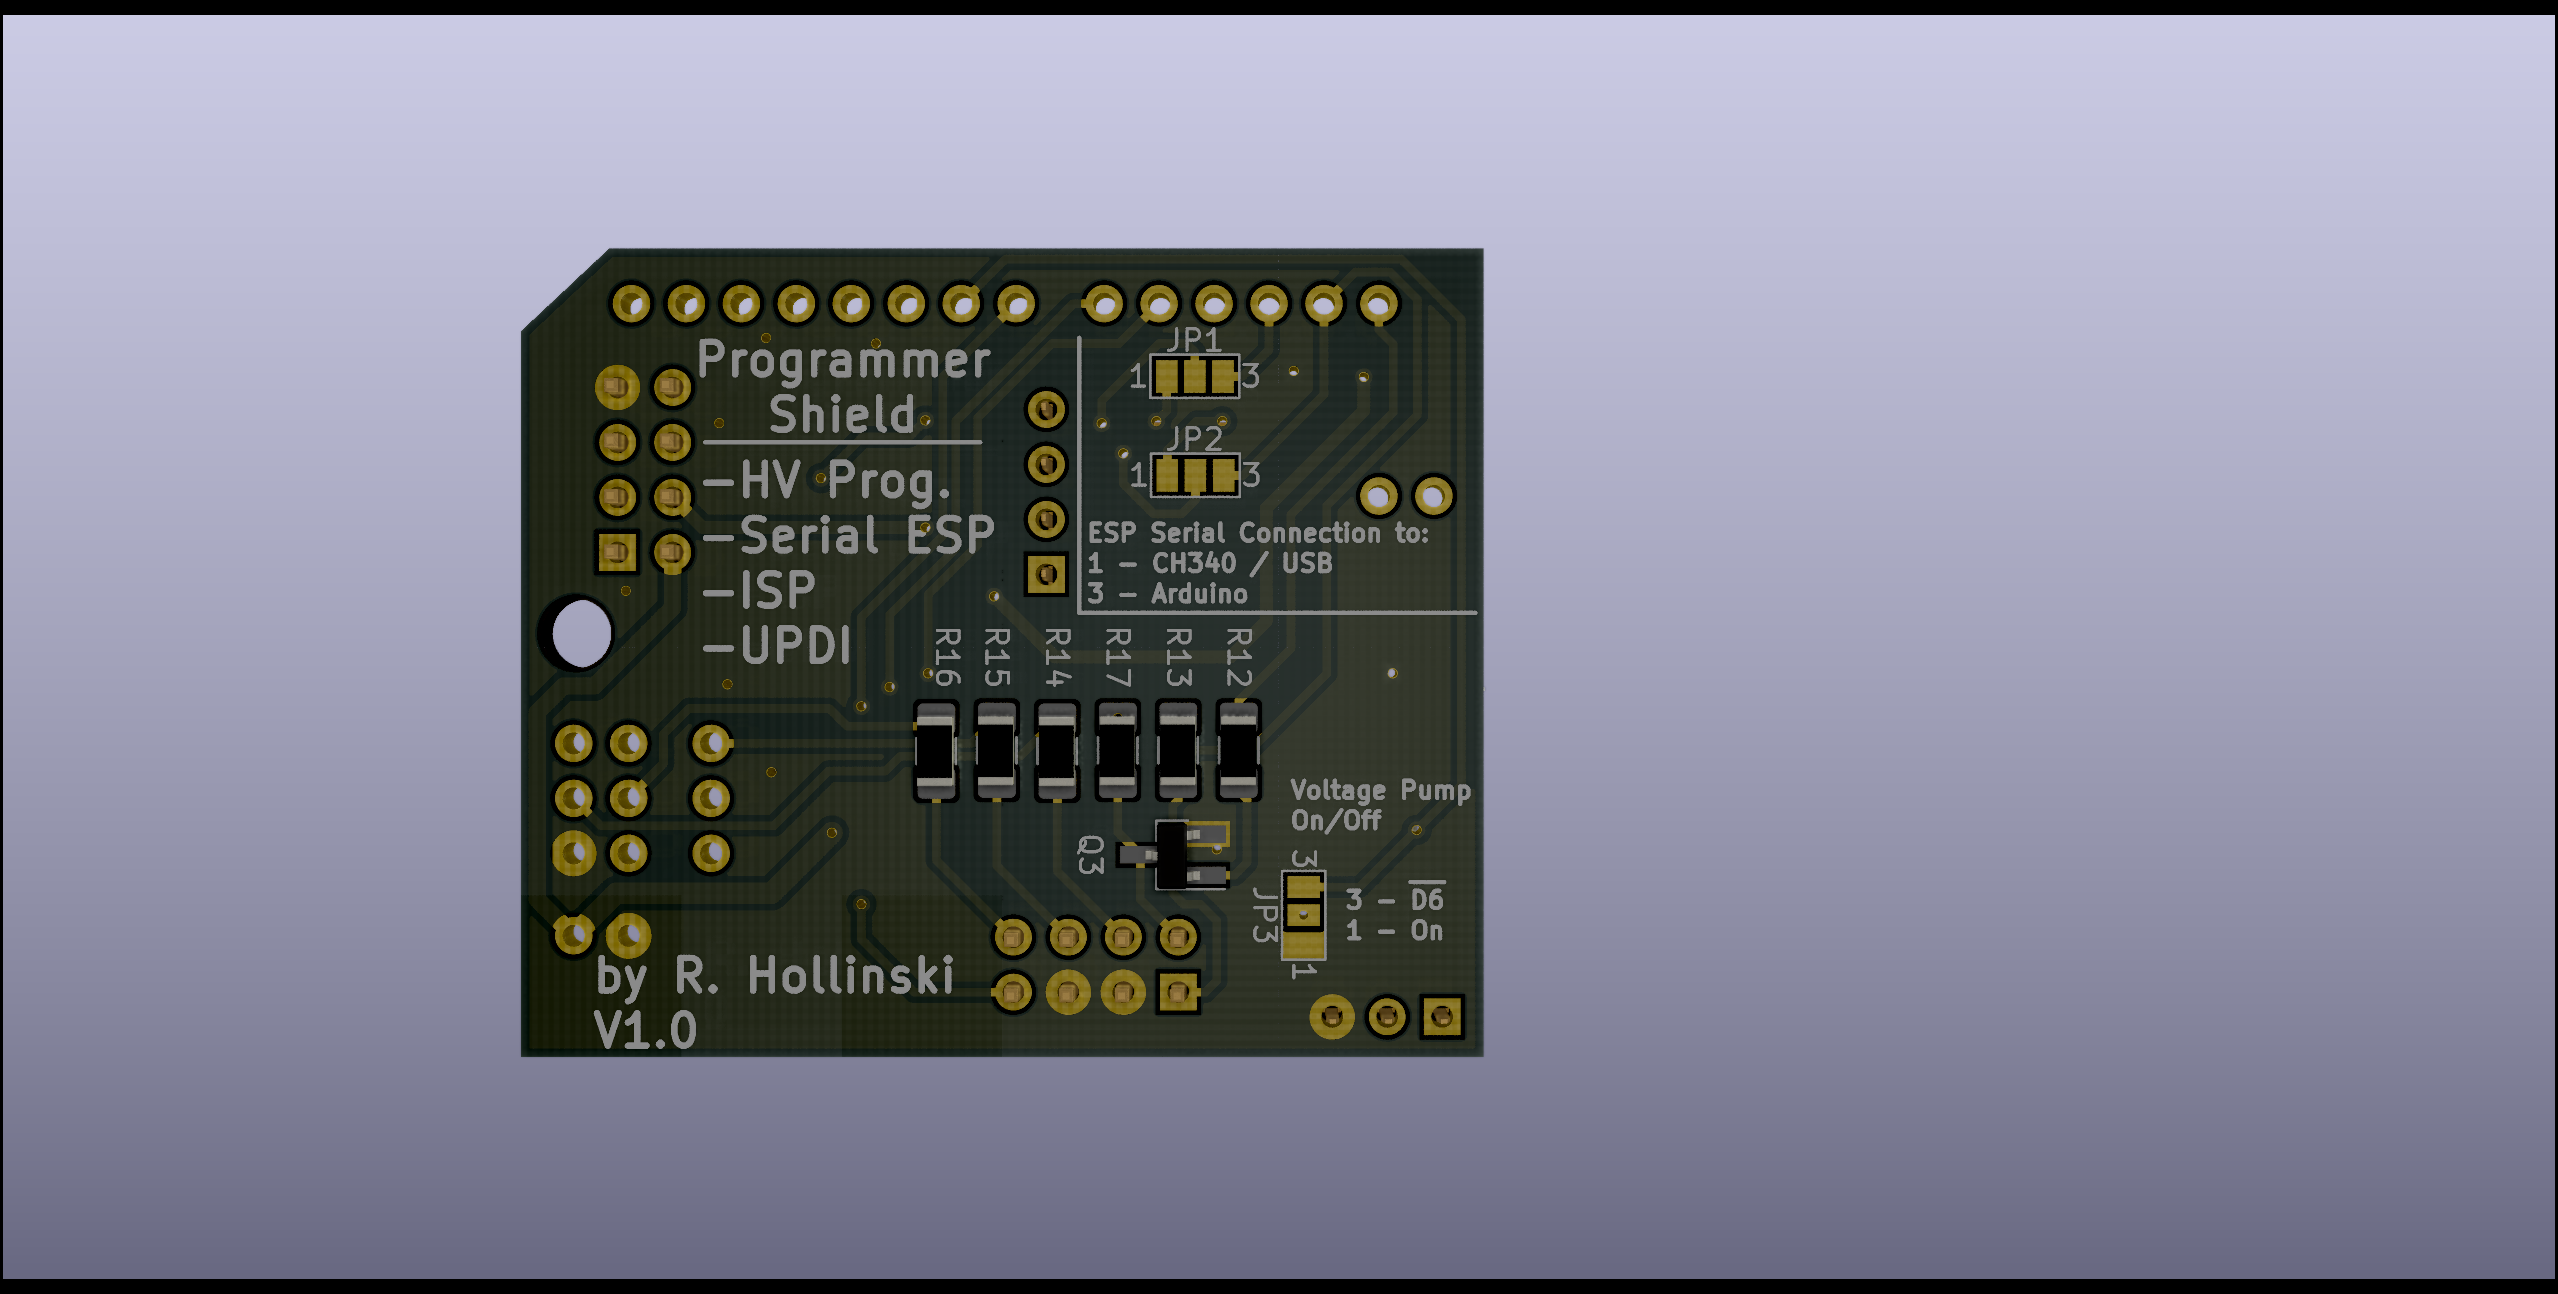 Programmer
Shield
-HV Prog.
-Serial ESP
-ISP
-UPDI
JP1
1 3
JP2
1 3
ESP Serial Connection to:
1 - CH340 / USB
3 - Arduino
R16 R15 R14 R17 R13 R12
Voltage Pump
On/Off
Q3
3
JP3
1
3 - D6
1 - On
by R. Hollinski
V1.0